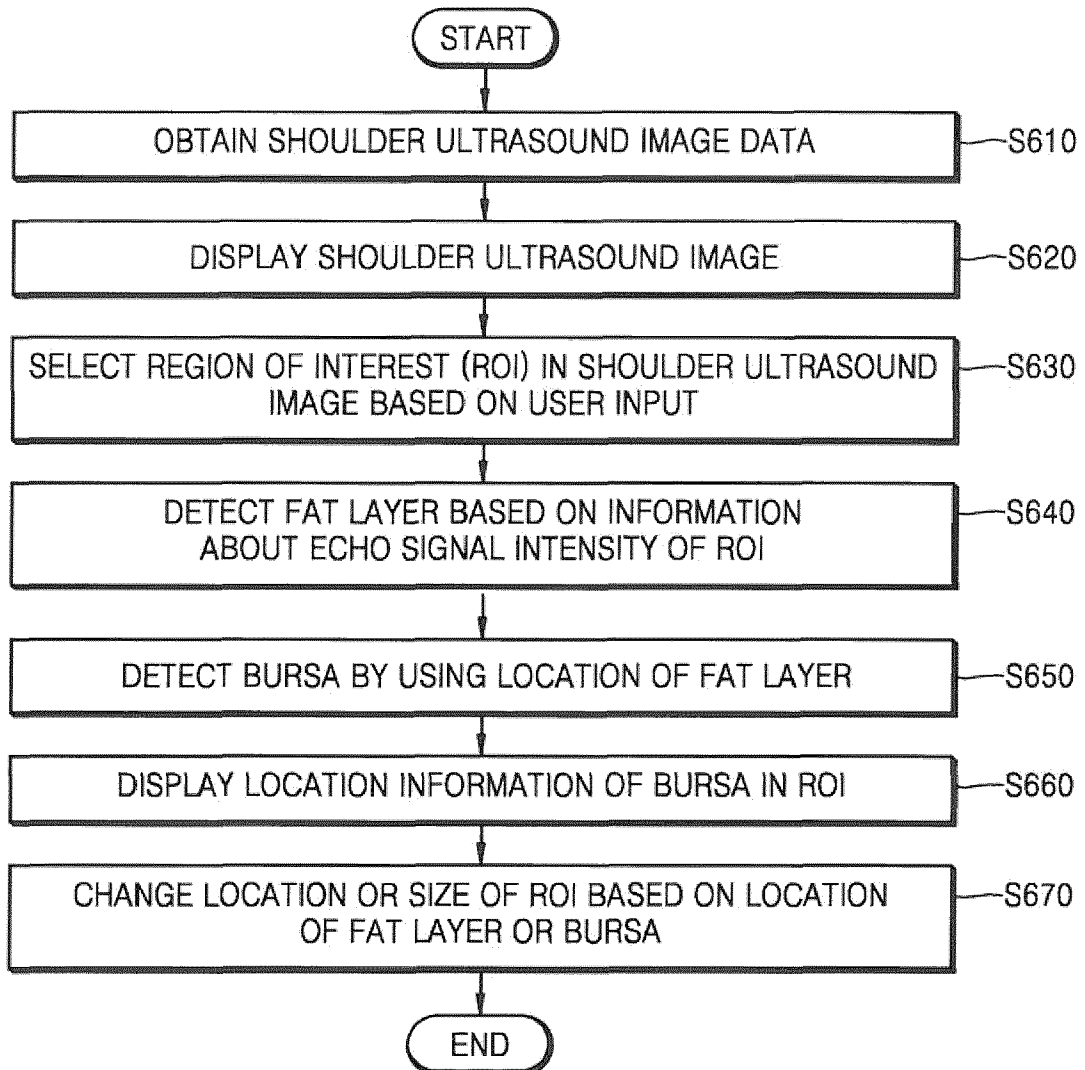 START
OBTAIN SHOULDER ULTRASOUND IMAGE DATA
S610
DISPLAY SHOULDER ULTRASOUND IMAGE
S620
SELECT REGION OF INTEREST (ROI) IN SHOULDER ULTRASOUND
IMAGE BASED ON USER INPUT
S630
DETECT FAT LAYER BASED ON INFORMATION
ABOUT ECHO SIGNAL INTENSITY OF ROI
S640
DETECT BURSA BY USING LOCATION OF FAT LAYER
S650
DISPLAY LOCATION INFORMATION OF BURSA IN ROI
S660
CHANGE LOCATION OR SIZE OF ROI BASED ON LOCATION
OF FAT LAYER OR BURSA
S670
END